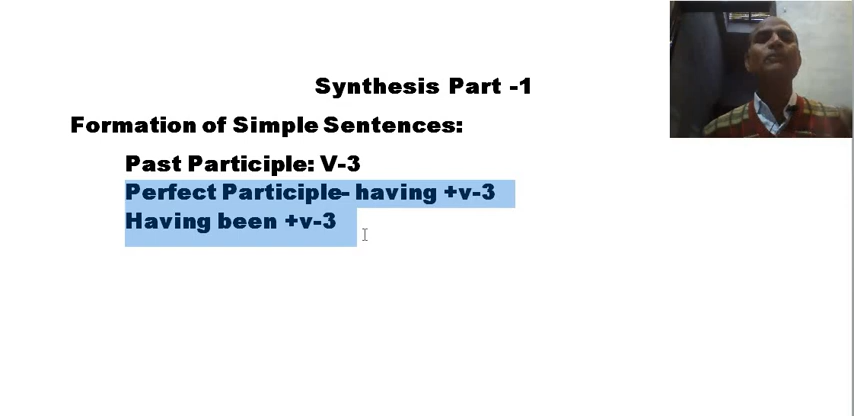 Synthesis Part -1
Formation of Simple Sentences:
Past Participle: V-3
Perfect Participle- having +v-3
Having been +v-3